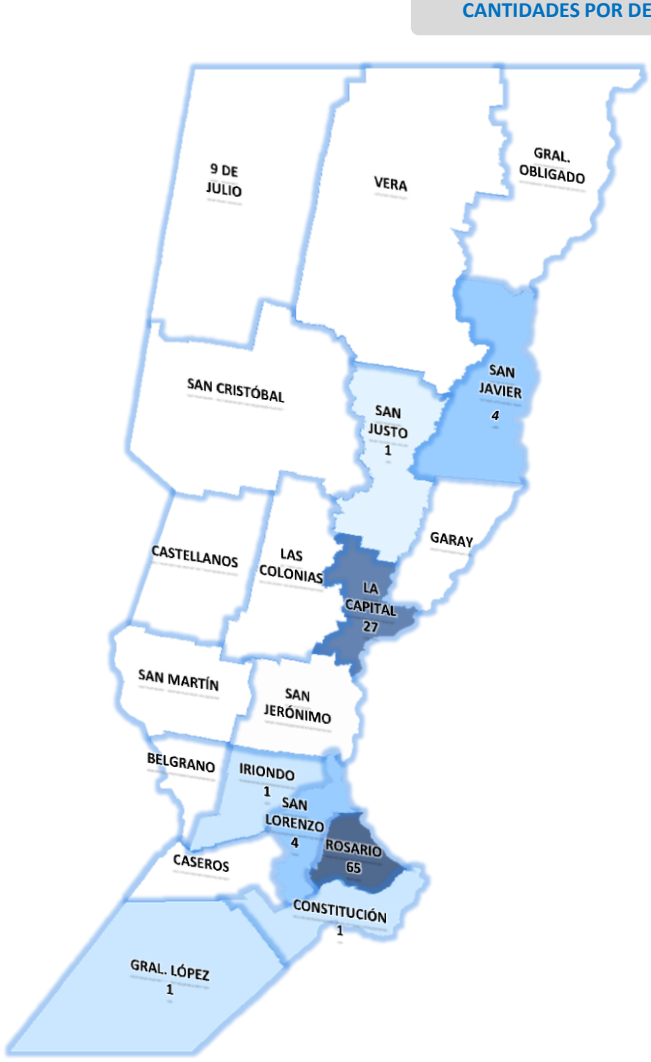 CANTIDADES POR DE
9 DE
JULIO
VERA
GRAL.
OBLIGADO
SAN CRISTÓBAL
SAN
JUSTO
1
SAN
JAVIER
4
CASTELLANOS
LAS
COLONIAS
GARAY
LA
CAPITAL
27
SAN MARTÍN
SAN
JERÓNIMO
BELGRANO
IRIONDO
1
SAN
LORENZO
4
ROSARIO
65
CASEROS
CONSTITUCIÓN
1
GRAL. LÓPEZ
1